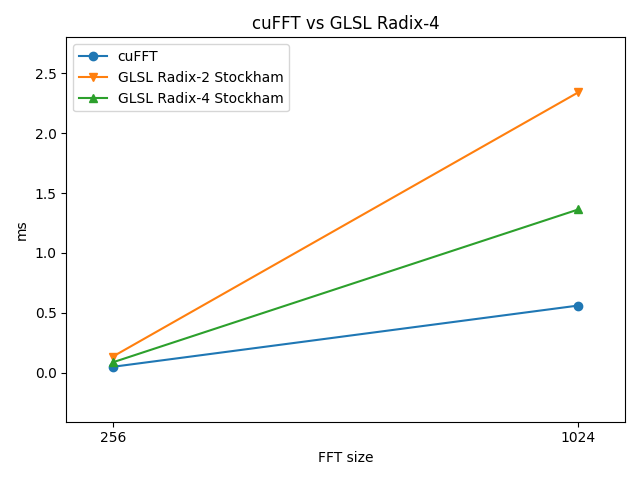 cuFFT vs GLSL Radix-4
cuFFT
GLSL Radix-2 Stockham
GLSL Radix-4 Stockham
2.5
2.0
1.5
1.0
0.5
0.0
ms
256
1024
FFT size